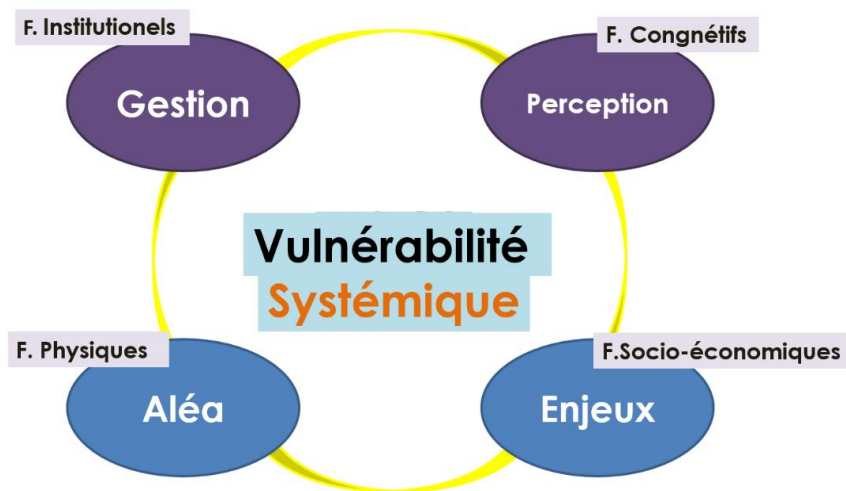 F. Institutionels
F. Congnétifs
Gestion
Perception
Vulnérabilité
Systémique
F. Physiques
F.Socio-économiques
Aléa
Enjeux